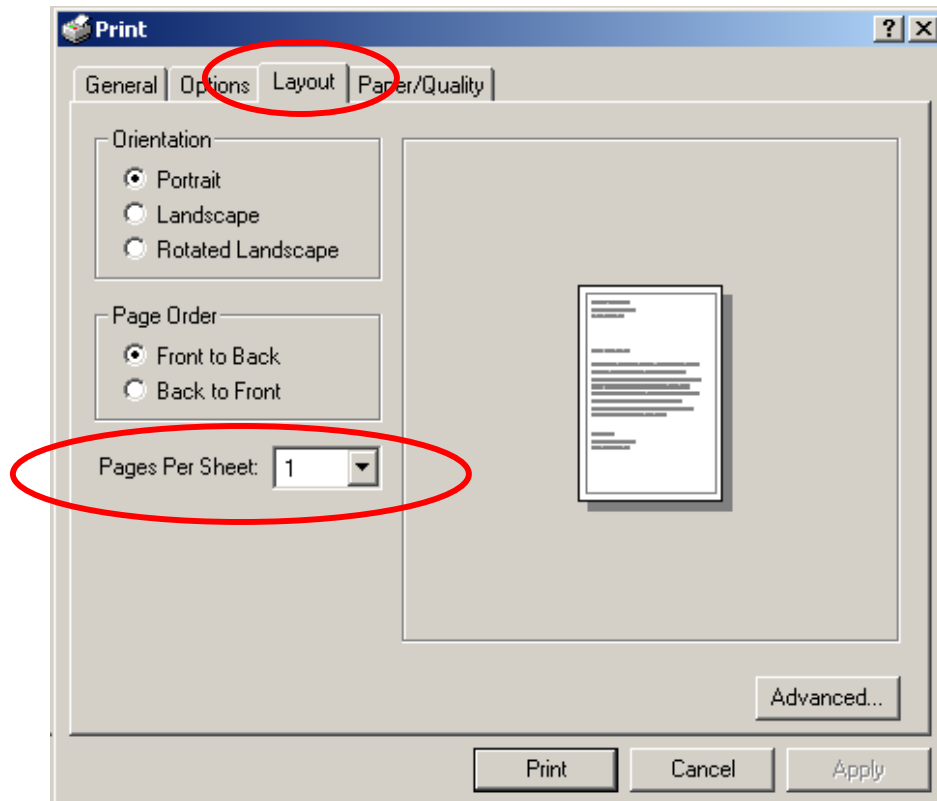 Print
General Options Layout Paper/Quality
Orientation
Portrait
Landscape
Rotated Landscape
Page Order
Front to Back
Back to Front
Pages Per Sheet: 1
Advanced...
Print Cancel Apply